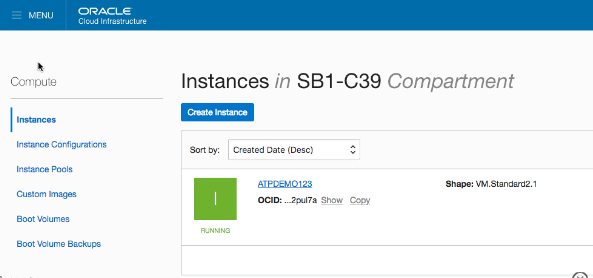 MENU
ORACLE
Cloud Infrastructure
Compute
Instances
Instance Configurations
Instance Pools
Custom Images
Boot Volumes
Boot Volume Backups
Instances in SB1-C39 Compartment
Create Instance
Sort by: Created Date (Desc)
I
RUNNING
ATPDEMO123
OCID: ...2pul7a Show Copy
Shape: VM.Standard2.1